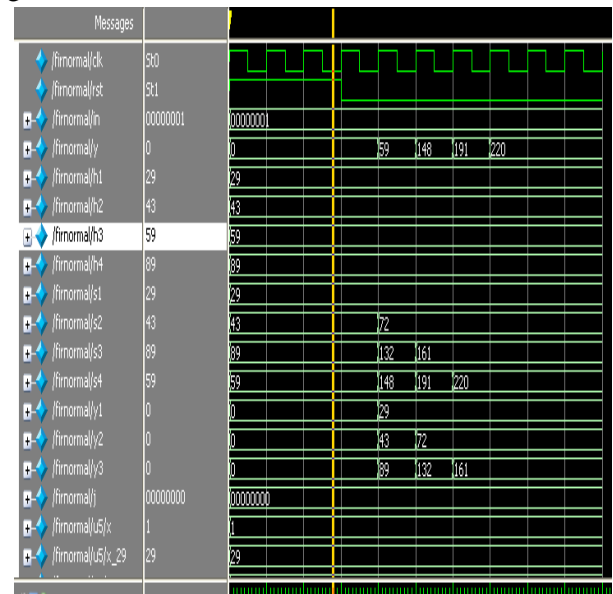 Messages
/firnormal/clk St0
/firnormal/rst St1
/firnormal/in 00000001 00000001
/firnormal/y 0 0 59 148 191 220
/firnormal/h1 29 29
/firnormal/h2 43 43
/firnormal/h3 59 59
/firnormal/h4 89 89
/firnormal/s1 29 29
/firnormal/s2 43 43 72
/firnormal/s3 89 89 132 161
/firnormal/s4 59 59 148 191 220
/firnormal/y1 0 0 29
/firnormal/y2 0 0 43 72
/firnormal/y3 0 0 89 132 161
/firnormal/j 00000000 00000000
/firnormal/u5/x 1 1
/firnormal/u5/x_29 29 29